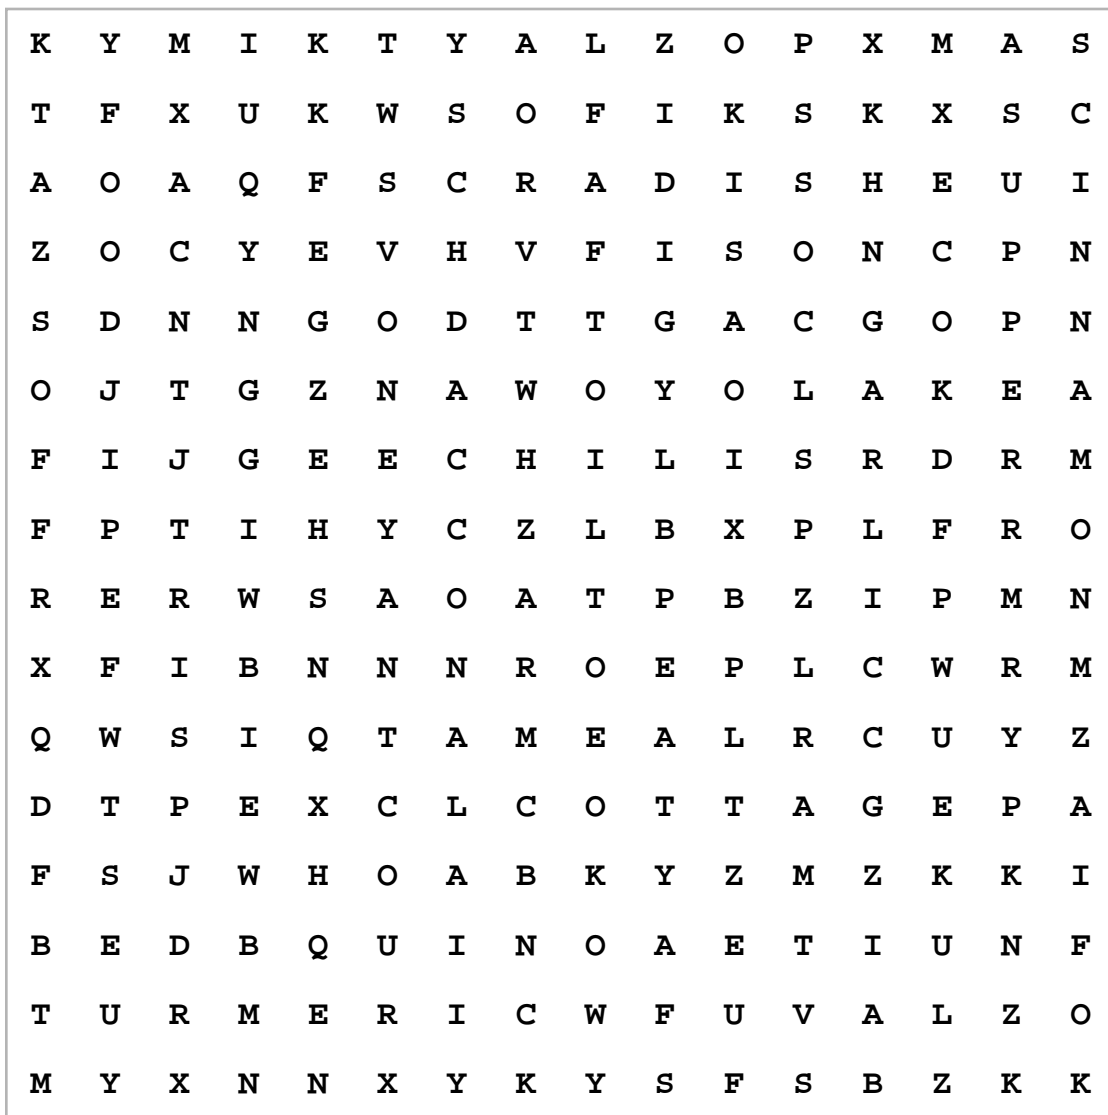 K Y M I K T Y A L Z O P X M A S
T F X U K W S O F I K S K X S C
A O A Q F S C R A D I S H E U I
Z O C Y E V H V F I S O N C P N
S D N N G O D T T G A C G O P N
O J T G Z N A W O Y O L A K E A
F I J G E E C H I L I S R D R M
F P T I H Y C Z L B X P L F R O
R E R W S A O A T P B Z I P M N
X F I B N N N R O E P L C W R M
Q W S I Q T A M E A L R C U Y Z
D T P E X C L C O T T A G E P A
F S J W H O A B K Y Z M Z K K I
B E D B Q U I N O A E T I U N F
T U R M E R I C W F U V A L Z O
M Y X N N X Y K Y S F S B Z K K